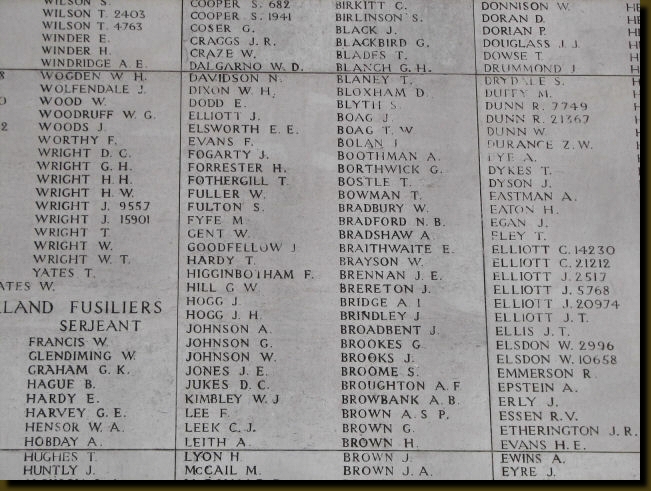 WILSON S.
WILSON T. 2403
WILSON T. 4763
WINDER E.
WINDER H.
WINDRIDGE A. E.
WOGDEN W H.
WOLFENDALE J.
WOOD W.
WOODRUFF W. G.
WOODS J.
WORTHY F.
WRIGHT D. C.
WRIGHT G. H.
WRIGHT H. H.
WRIGHT H. W.
WRIGHT J. 9557
WRIGHT J. 15901
WRIGHT T.
WRIGHT W.
WRIGHT W. T.
YATES T.
ATES W.
LAND FUSILIERS
SERJEANT
FRANCIS W.
GLENDIMING W.
GRAHAM G. K.
HAGUE B.
HARDY E.
HARVEY G. E.
HENSOR W. A.
HOBDAY A.
HUGHES T.
HUNTLY J.
COOPER S. 682
COOPER S. 1941
COSER G.
CRAGGS J. R.
CRAZE W.
DALGARNO W. D.
DAVIDSON N.
DIXON W. H.
DODD E.
ELLIOTT J.
ELSWORTH E. E.
EVANS F.
FOGARTY J.
FORRESTER H.
FOTHERGILL T.
FULLER W.
FULTON S.
FYFE M.
GENT W.
GOODFELLOW J.
HARDY T.
HIGGINBOTHAM F.
HILL G. W.
HOGG J.
HOGG J. H.
JOHNSON A.
JOHNSON G.
JOHNSON W.
JONES J. E.
JUKES D. C.
KIMBLEY W. J.
LEE F.
LEEK C. J.
LEITH A.
LYON H.
McCAIL M.
BIRKITT C.
BIRLINSON S.
BLACK J.
BLACKBIRD G.
BLADES T.
BLANCH G. H.
BLANEY T.
BLOXHAM D.
BLYTH S.
BOAG J.
BOAG T. W.
BOLAN J.
BOOTHMAN A.
BORTHWICK G.
BOSTLE T.
BOWMAN T.
BRADBURY W.
BRADFORD N. B.
BRADSHAW A.
BRAITHWAITE E.
BRAYSON W.
BRENNAN J. E.
BRERETON J.
BRIDGE A. I.
BRINDLEY J.
BROADBENT J.
BROOKES G.
BROOKS J.
BROOME S.
BROUGHTON A. F.
BROWBANK A. B.
BROWN A. S. P.
BROWN G.
BROWN H.
BROWN J.
BROWN J. A.
DONNISON W.
DORAN D.
DORIAN P.
DOUGLASS J. J.
DOWSE T.
DRUMMOND J.
DRYDALE S.
DUFFY M.
DUNN R. 7749
DUNN R. 21367
DUNN W.
DURANCE Z. W.
DYE A.
DYKES T.
DYSON J.
EASTMAN A.
EATON H.
EGAN J.
ELEY T.
ELLIOTT C. 14230
ELLIOTT C. 21212
ELLIOTT J. 2517
ELLIOTT J. 5768
ELLIOTT J. 20974
ELLIOTT J. T.
ELLIS J. T.
ELSDON W. 2996
ELSDON W. 10658
EMMERSON R.
EPSTEIN A.
ERLY J.
ESSEN R. V.
ETHERINGTON J. R.
EVANS H. E.
EWINS A.
EYRE J.